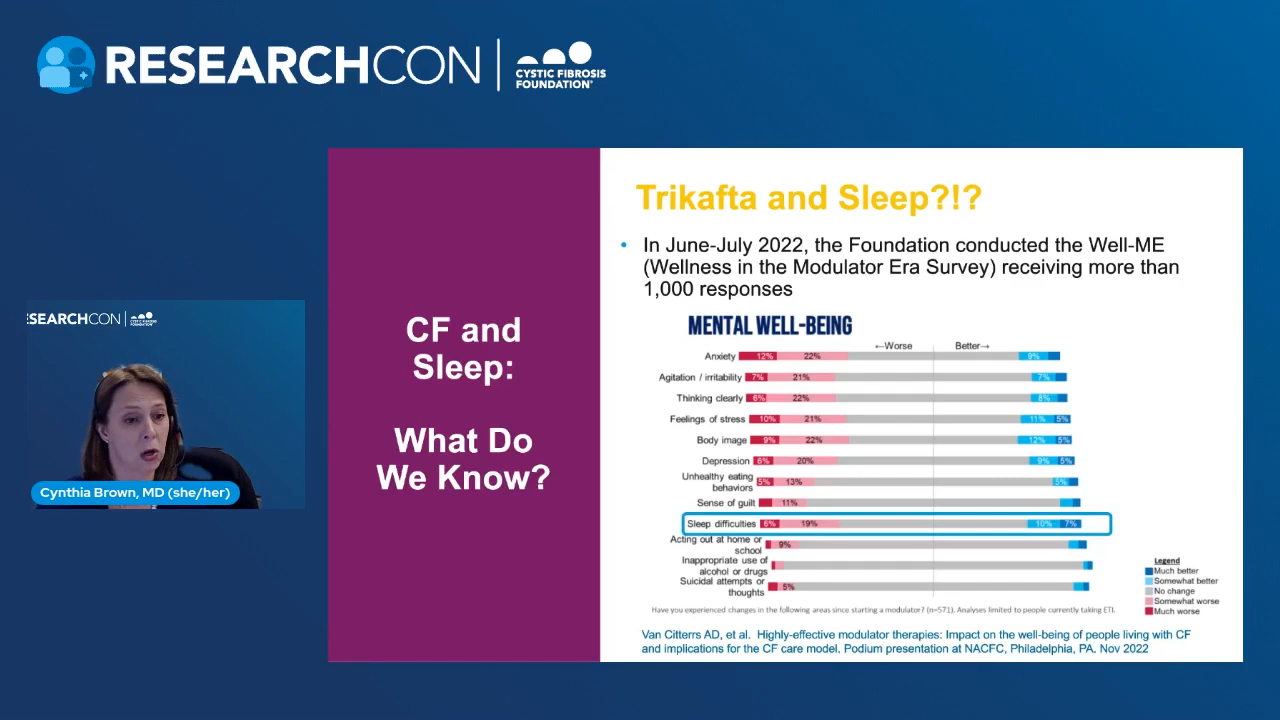 RESEARCHCON
CYSTIC FIBROSIS
FOUNDATION
Trikafta and Sleep?!?
• In June-July 2022, the Foundation conducted the Well-ME
(Wellness in the Modulator Era Survey) receiving more than
1,000 responses
CF and
Sleep:
What Do
We Know?
MENTAL WELL-BEING
←Worse Better→
Anxiety 12% 22% 9%
Agitation / irritability 7% 21% 7%
Thinking clearly 6% 22% 8%
Feelings of stress 10% 21% 11% 5%
Body image 9% 22% 12% 5%
Depression 6% 20% 9% 5%
Unhealthy eating
behaviors 5% 13% 5%
Sense of guilt 11%
Sleep difficulties 6% 19% 10% 7%
Acting out at home or
school 9%
Inappropriate use of
alcohol or drugs
Suicidal attempts or
thoughts 5%
Legend
Much better
Somewhat better
No change
Somewhat worse
Much worse
Have you experienced changes in the following areas since starting a modulator? (n=571). Analyses limited to people currently taking ETI.
Van Citterrs AD, et al. Highly-effective modulator therapies: Impact on the well-being of people living with CF
and implications for the CF care model. Podium presentation at NACFC, Philadelphia, PA. Nov 2022
SEARCHCON
CYSTIC FIBROSIS
FOUNDATION
Cynthia Brown, MD (she/her)